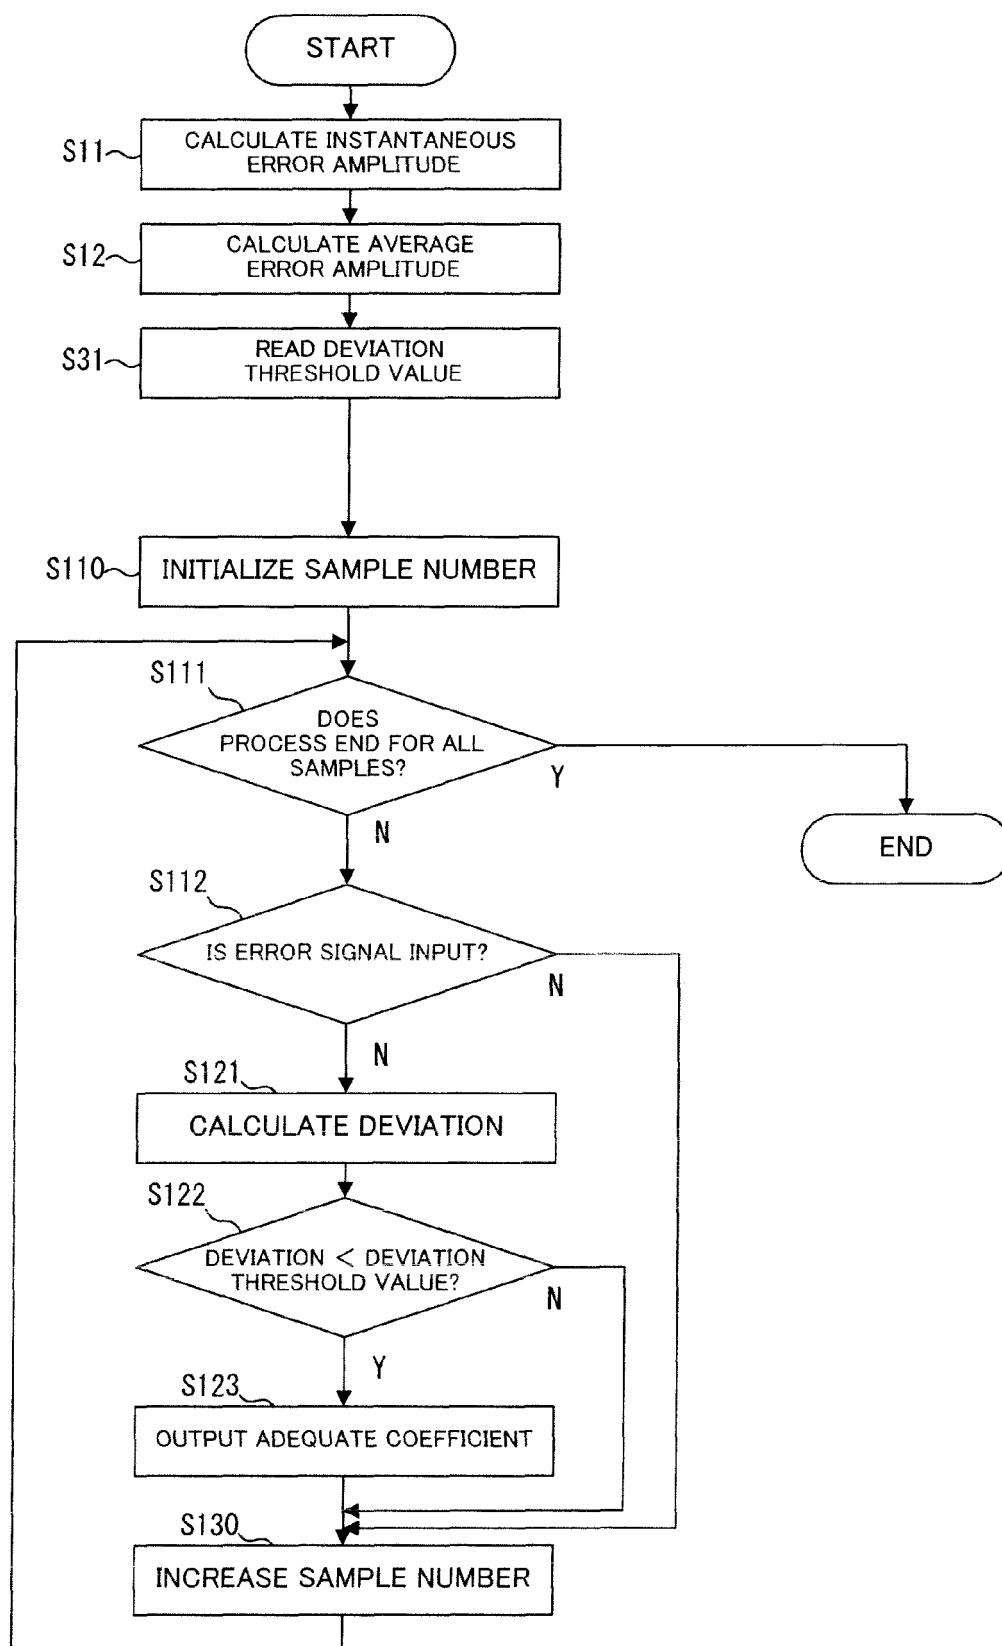 START
S11
CALCULATE INSTANTANEOUS
ERROR AMPLITUDE
S12
CALCULATE AVERAGE
ERROR AMPLITUDE
S31
READ DEVIATION
THRESHOLD VALUE
S110
INITIALIZE SAMPLE NUMBER
S111
DOES
PROCESS END FOR ALL
SAMPLES?
Y
N
END
S112
IS ERROR SIGNAL INPUT?
N
N
S121
CALCULATE DEVIATION
S122
DEVIATION < DEVIATION
THRESHOLD VALUE?
N
Y
S123
OUTPUT ADEQUATE COEFFICIENT
S130
INCREASE SAMPLE NUMBER